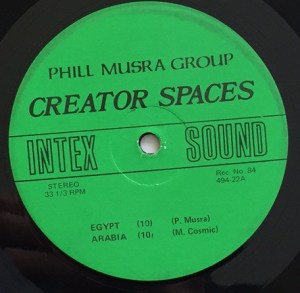 PHILL MUSRA GROUP
CREATOR SPACES
INTEX SOUND
STEREO
33 1/3 RPM
Rec. No. 84
494-22A
EGYPT (10) (P. Musra)
ARABIA (10) (M. Cosmic)